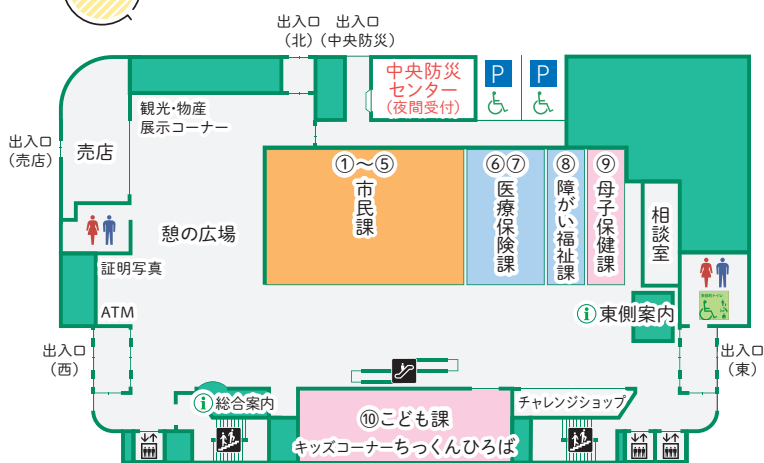 出入口
(北)
出入口
(中央防災)
中央防災
センター
(夜間受付)
P
P
観光・物産
展示コーナー
出入口
(売店)
売店
①〜⑤
市民課
⑥⑦
医療保険課
⑧
障がい福祉課
⑨
母子保健課
相談室
憩の広場
証明写真
ATM
i東側案内
出入口
(西)
出入口
(東)
i総合案内
⑩こども課
キッズコーナーちっくんひろば
チャレンジショップ